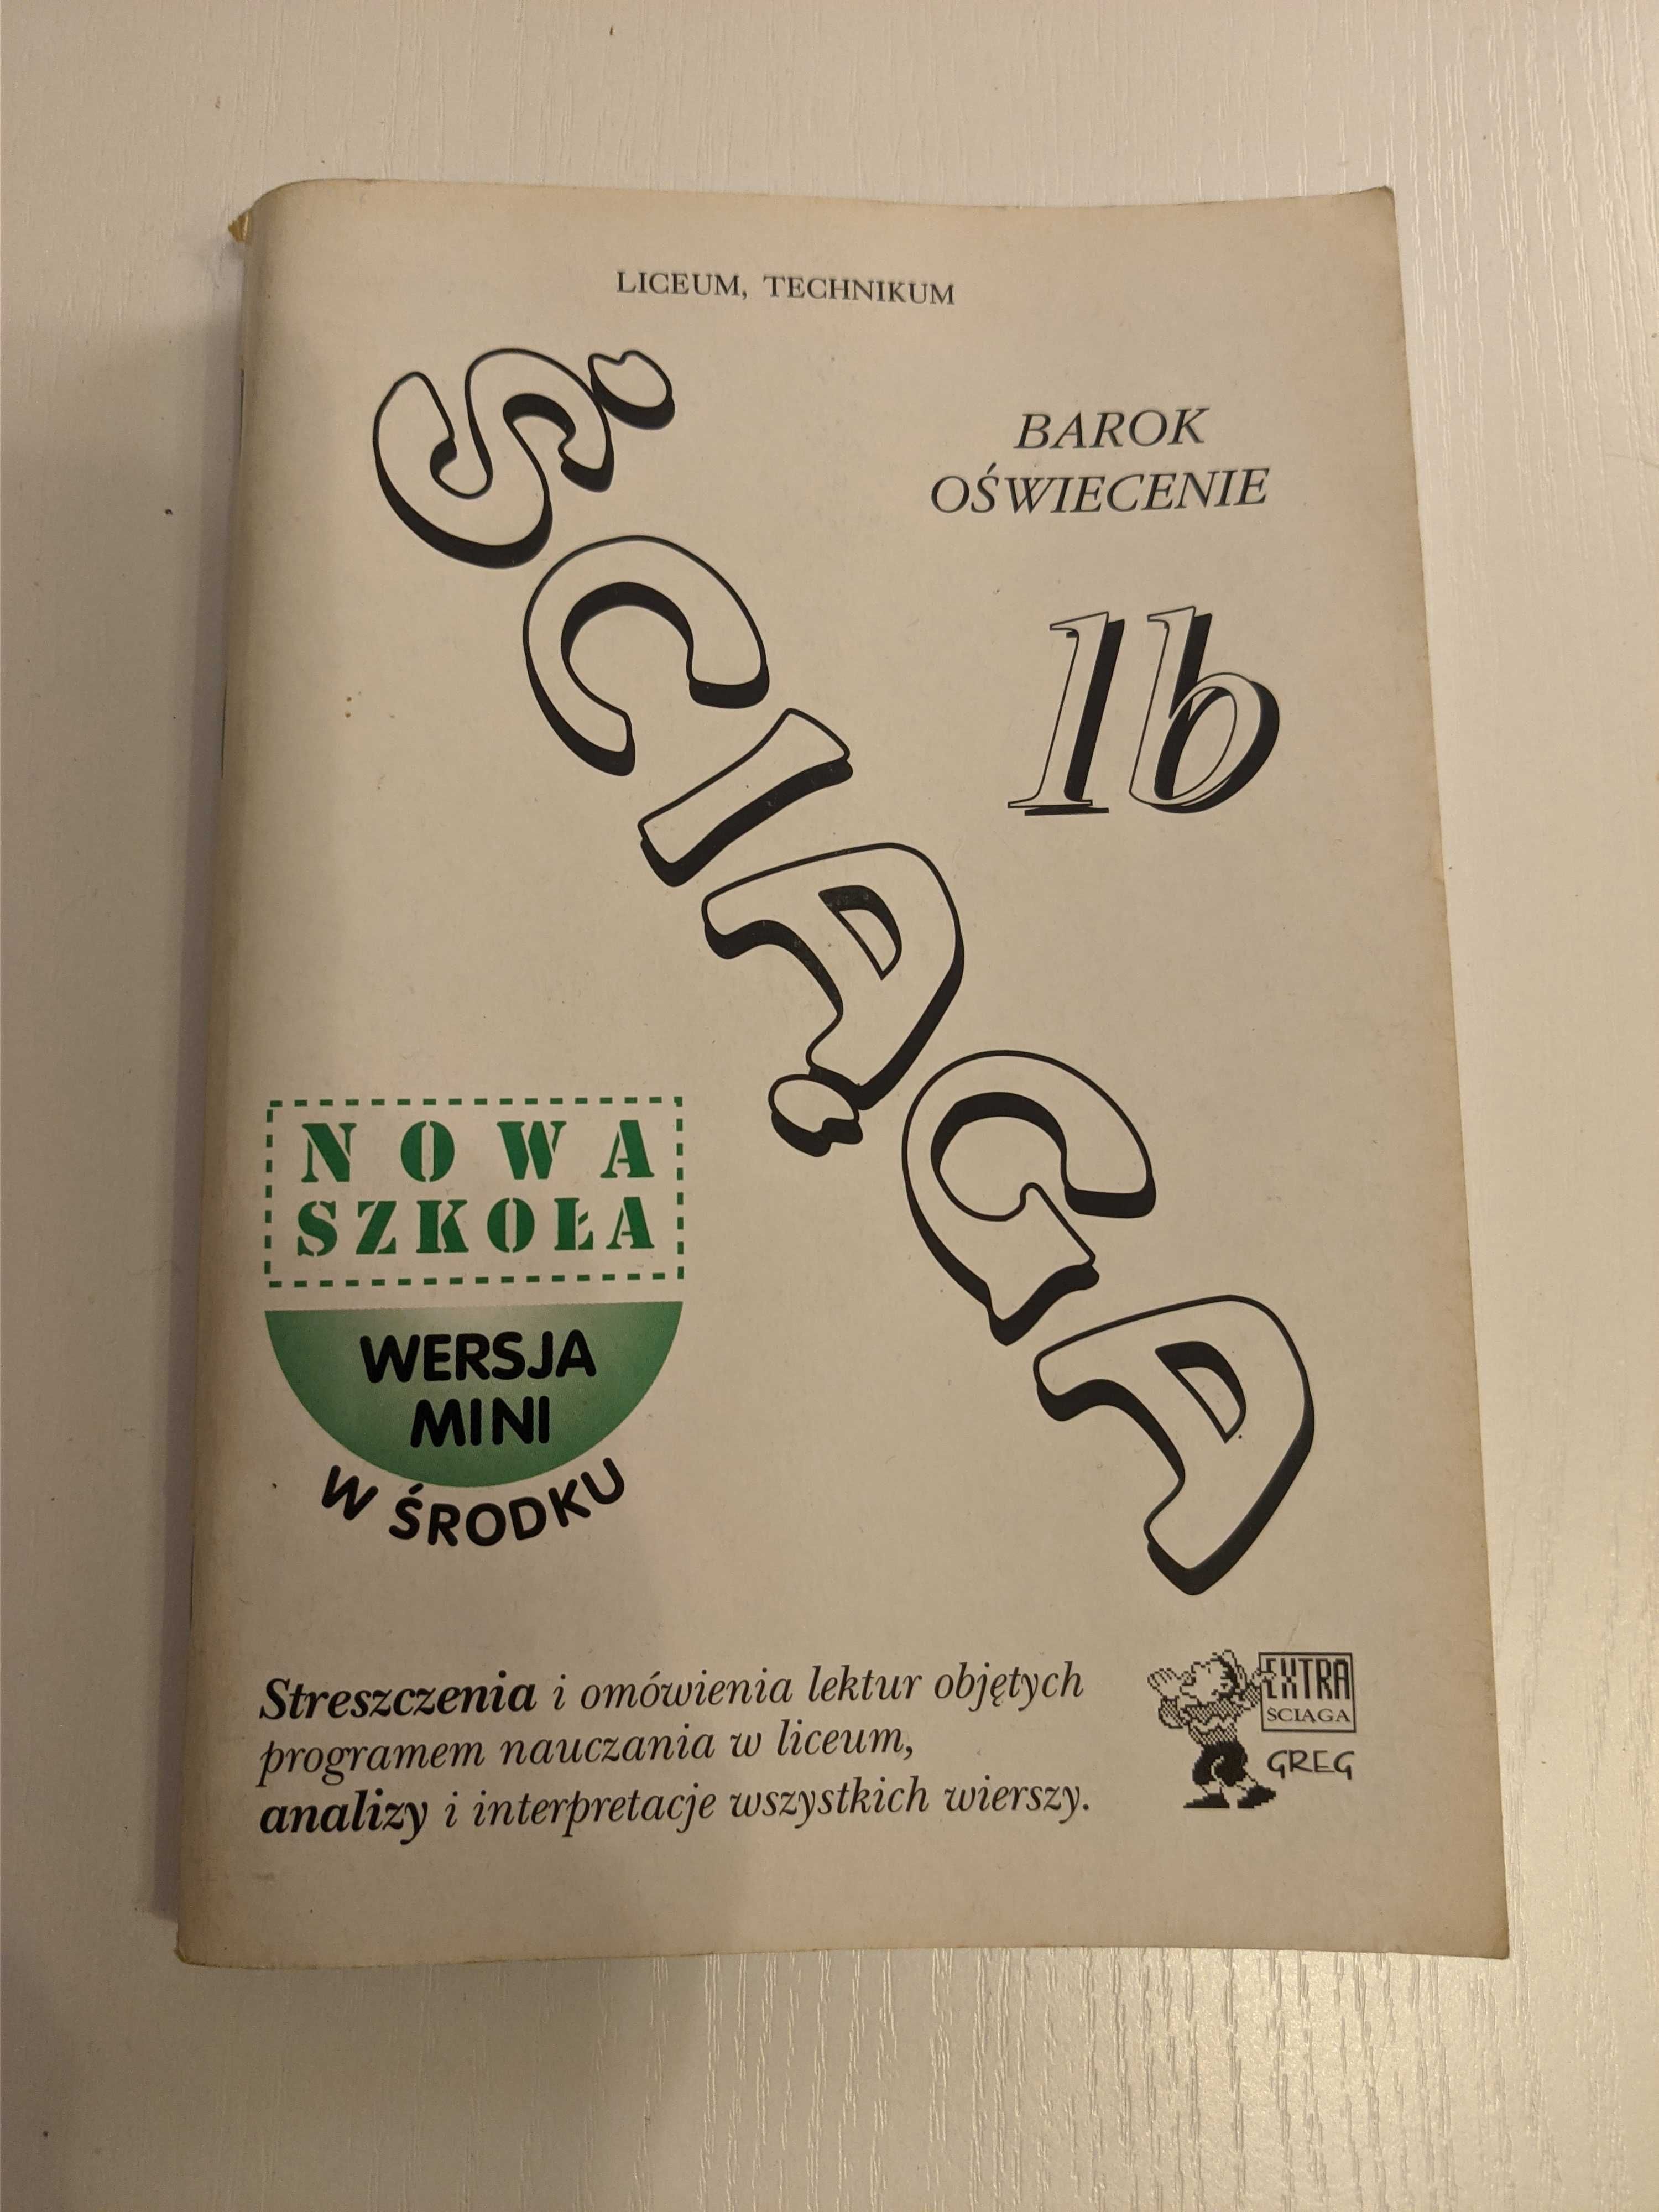 LICEUM, TECHNIKUM
ŚCIĄGA
BAROK
OŚWIECENIE
1b
NOWA
SZKOŁA
WERSJA
MINI
W ŚRODKU
Streszczenia i omówienia lektur objętych
programem nauczania w liceum,
analizy i interpretacje wszystkich wierszy.
EXTRA
SCIAGA
GREG